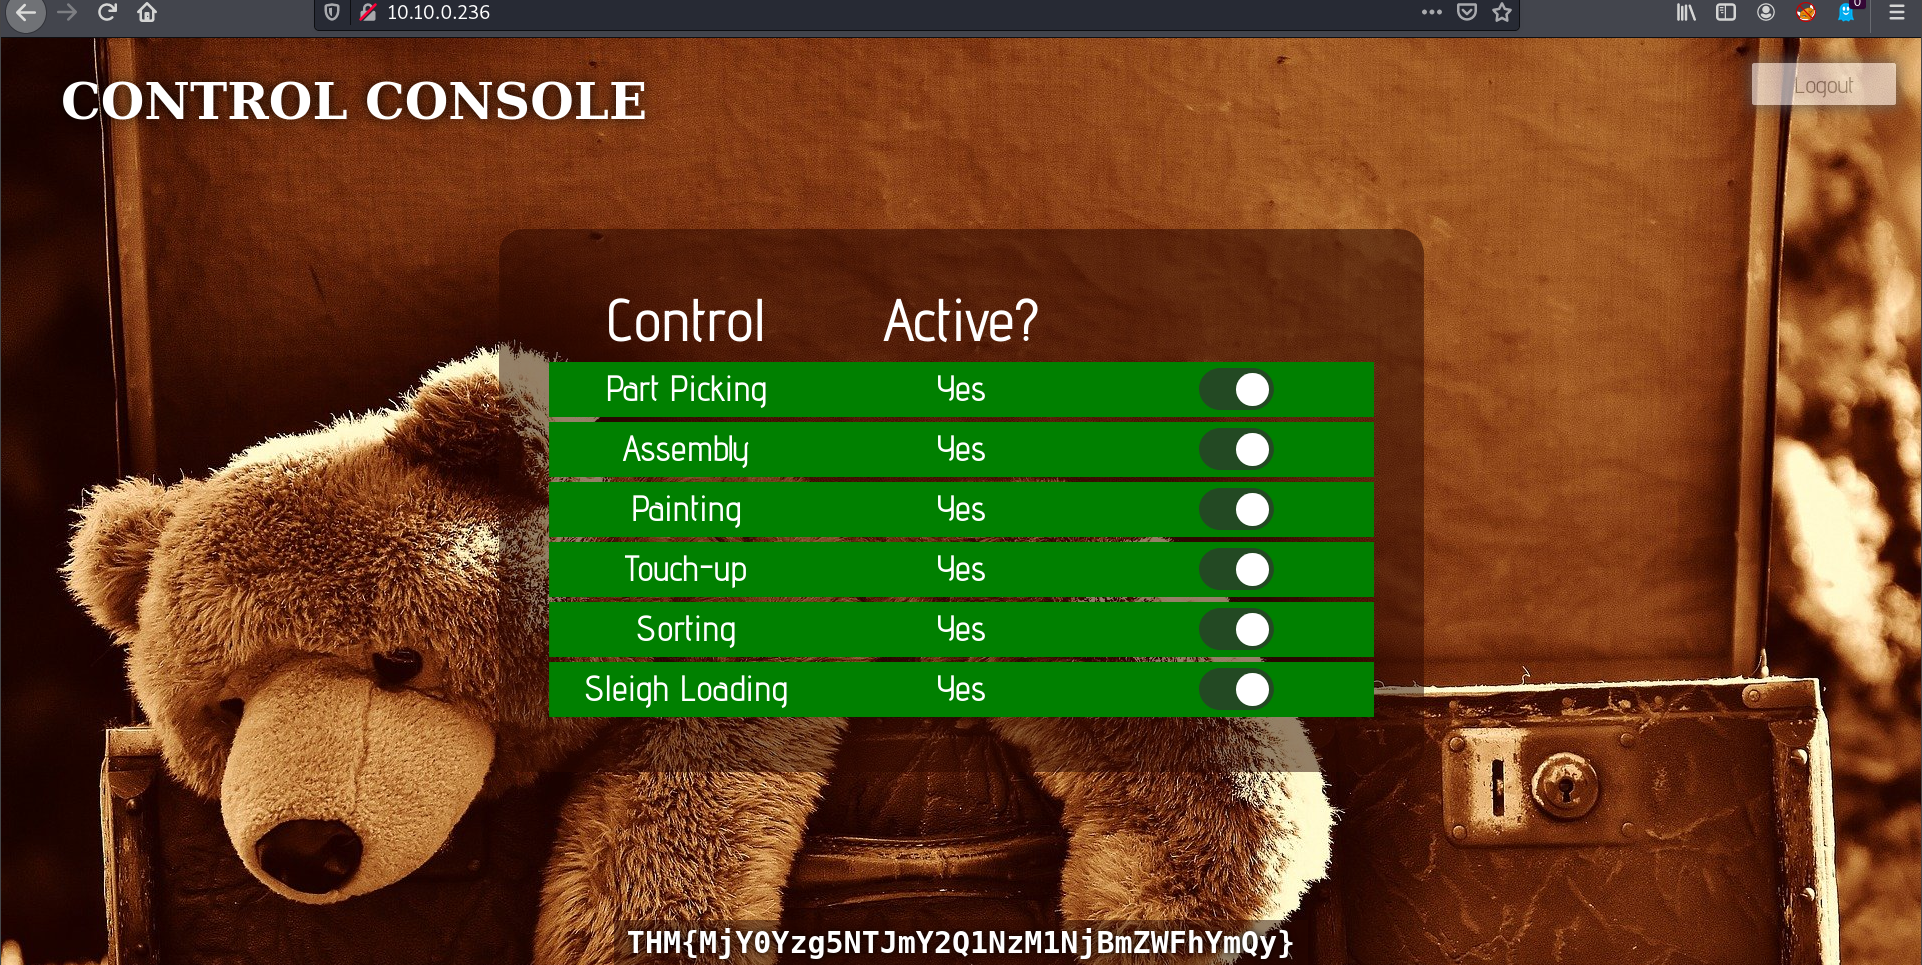 10.10.0.236
0
CONTROL CONSOLE
Logout
Control Active?
Part Picking Yes
Assembly Yes
Painting Yes
Touch-up Yes
Sorting Yes
Sleigh Loading Yes
THM{MjY0Yzg5NTJmY2Q1NzM1NjBmZWFhYmQy}